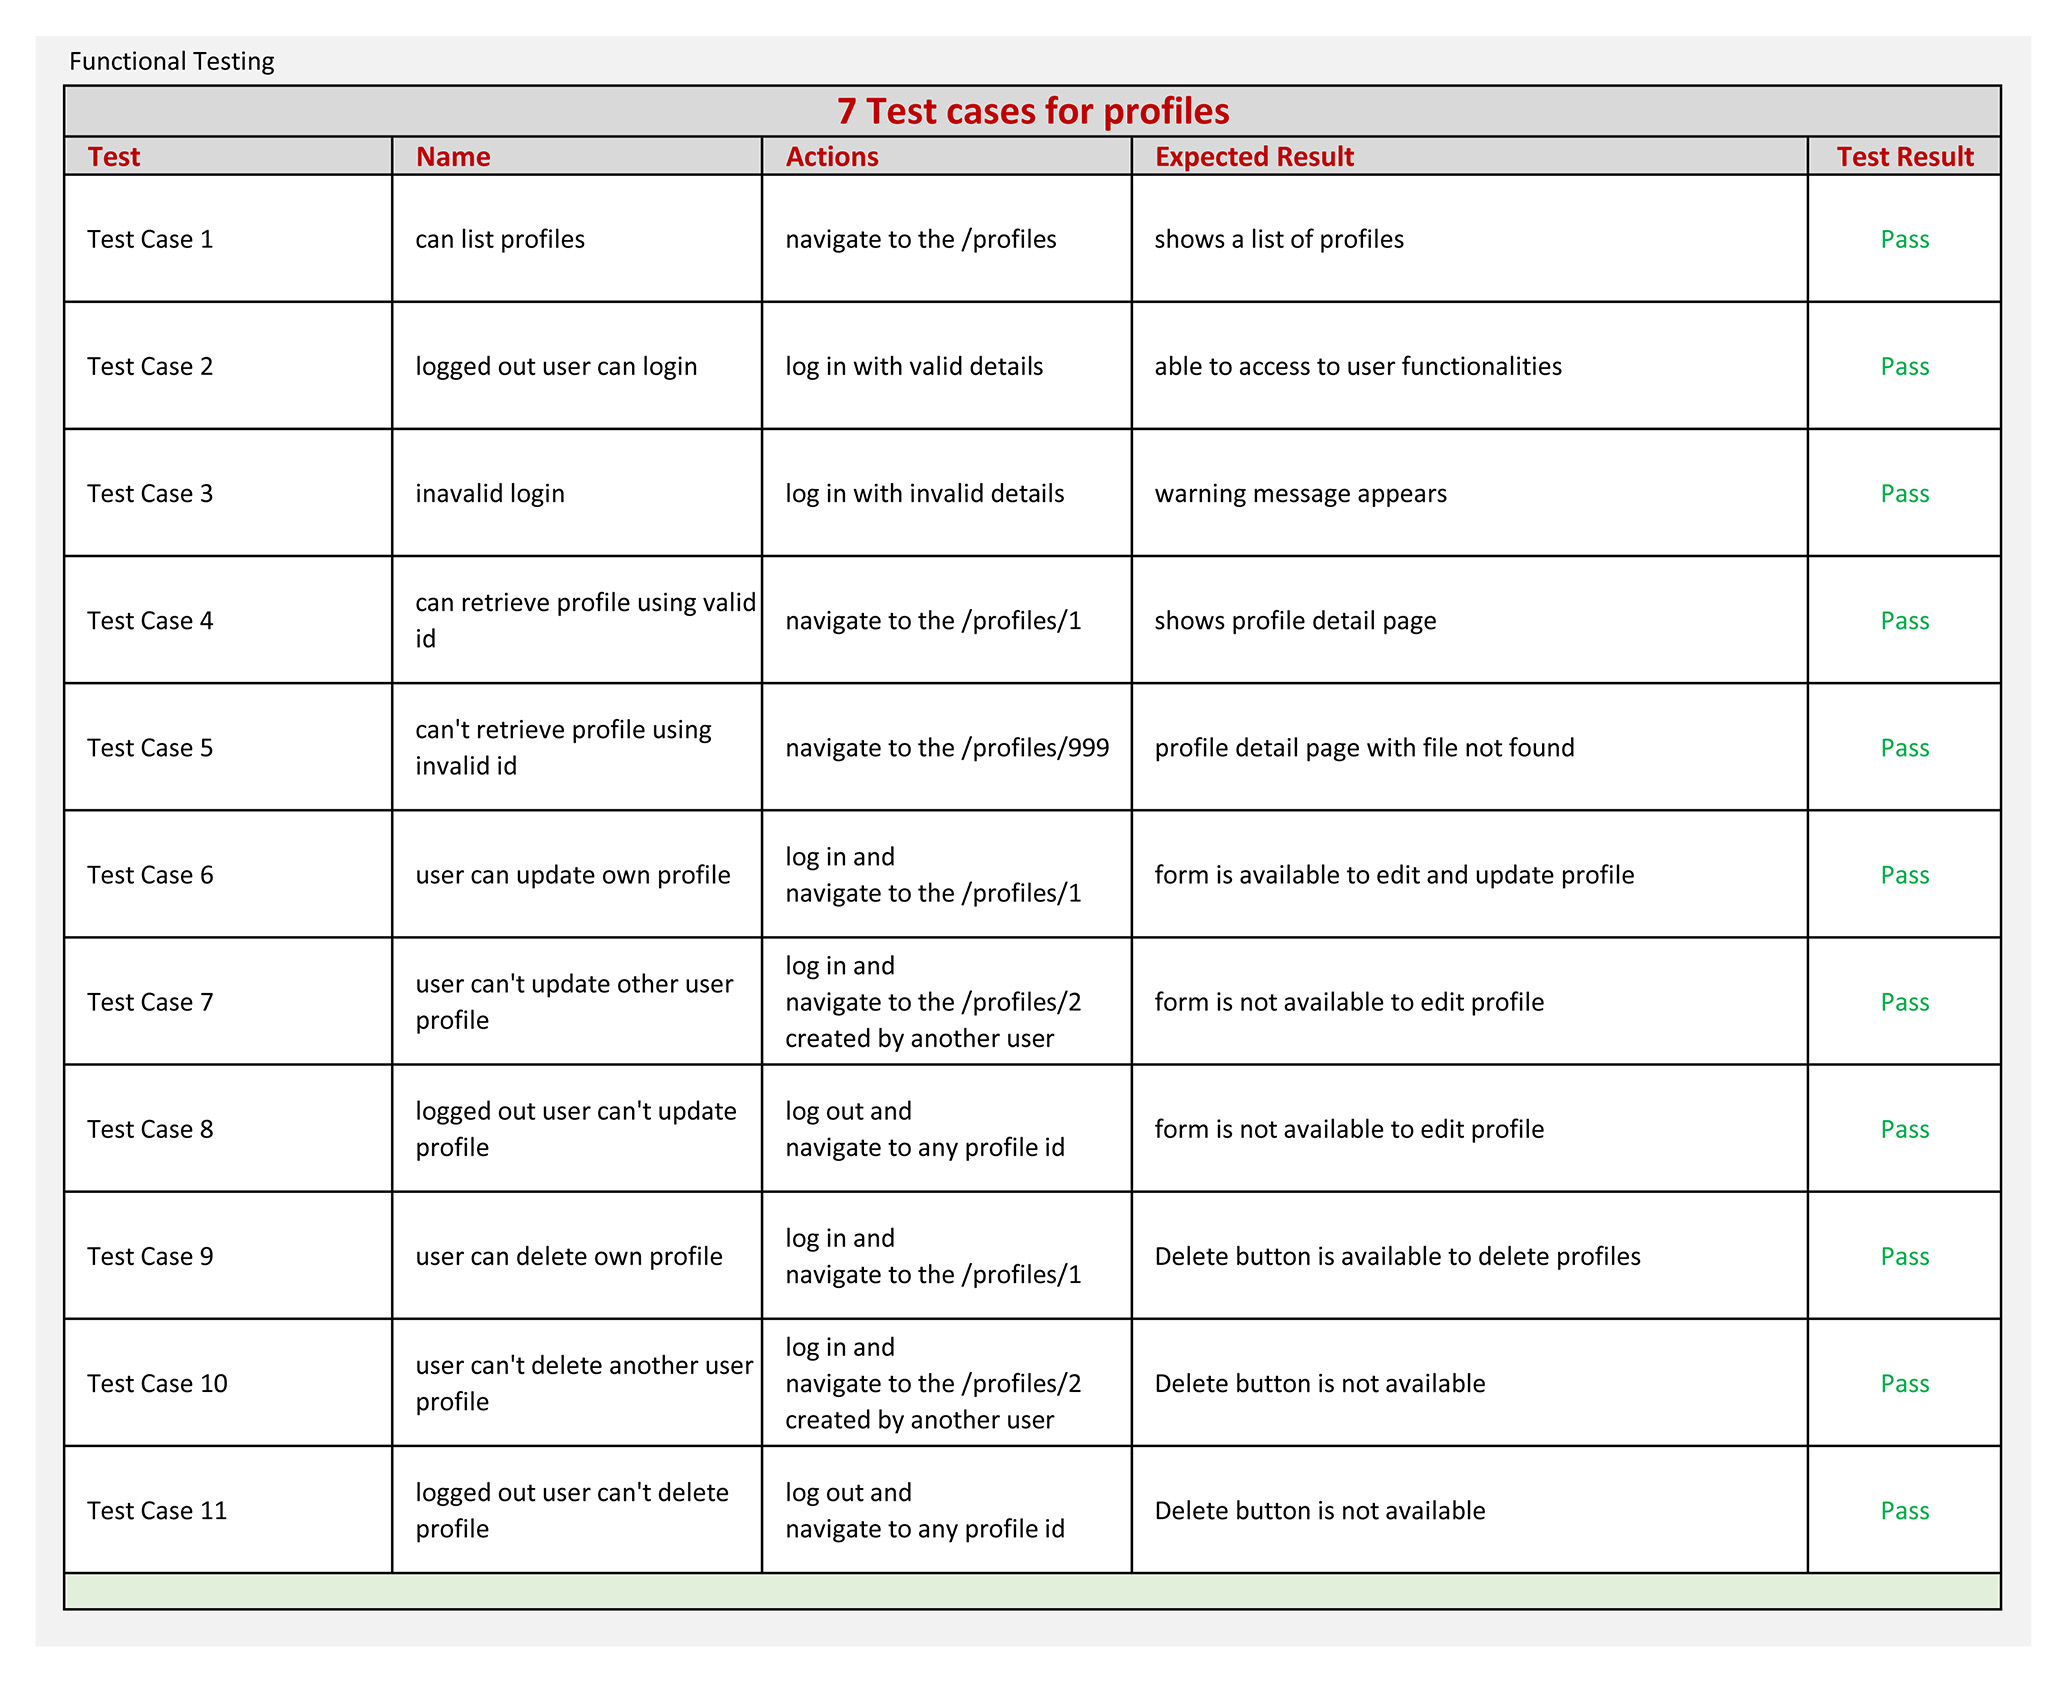 Functional Testing
7 Test cases for profiles
Test Name Actions Expected Result Test Result
Test Case 1 can list profiles navigate to the /profiles shows a list of profiles Pass
Test Case 2 logged out user can login log in with valid details able to access to user functionalities Pass
Test Case 3 inavalid login log in with invalid details warning message appears Pass
Test Case 4 can retrieve profile using valid
id navigate to the /profiles/1 shows profile detail page Pass
Test Case 5 can't retrieve profile using
invalid id navigate to the /profiles/999 profile detail page with file not found Pass
Test Case 6 user can update own profile log in and
navigate to the /profiles/1 form is available to edit and update profile Pass
Test Case 7 user can't update other user
profile log in and
navigate to the /profiles/2
created by another user form is not available to edit profile Pass
Test Case 8 logged out user can't update
profile log out and
navigate to any profile id form is not available to edit profile Pass
Test Case 9 user can delete own profile log in and
navigate to the /profiles/1 Delete button is available to delete profiles Pass
Test Case 10 user can't delete another user
profile log in and
navigate to the /profiles/2
created by another user Delete button is not available Pass
Test Case 11 logged out user can't delete
profile log out and
navigate to any profile id Delete button is not available Pass